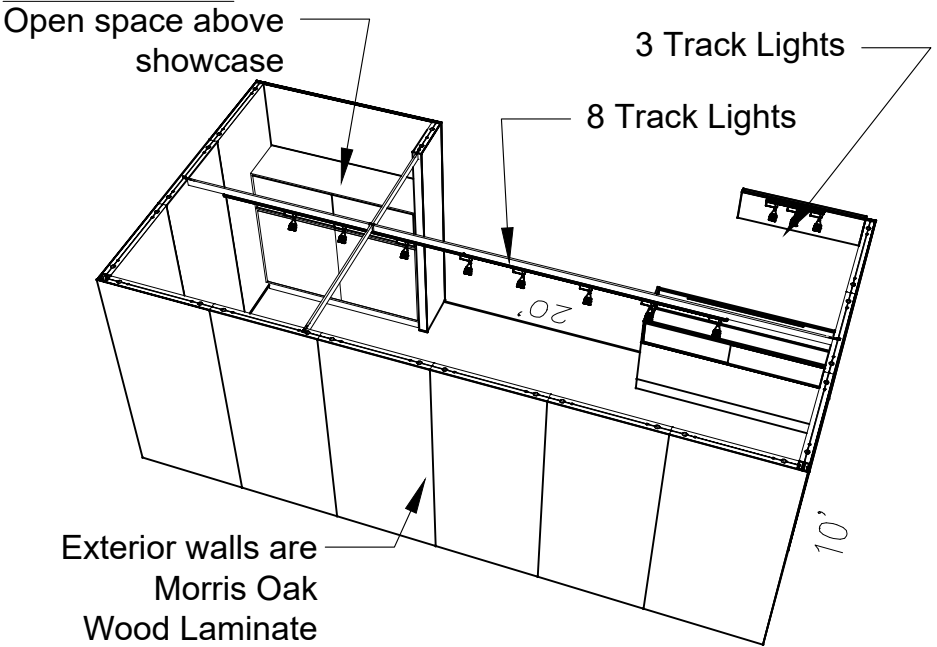 Open space above
showcase
3 Track Lights
8 Track Lights
20'
10'
Exterior walls are
Morris Oak
Wood Laminate